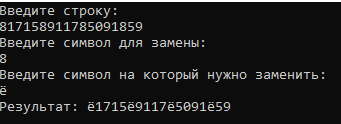 Введите строку:
817158911785091859
Введите символ для замены:
8
Введите символ на который нужно заменить:
ё
Результат: ё1715ё9117ё5091ё59